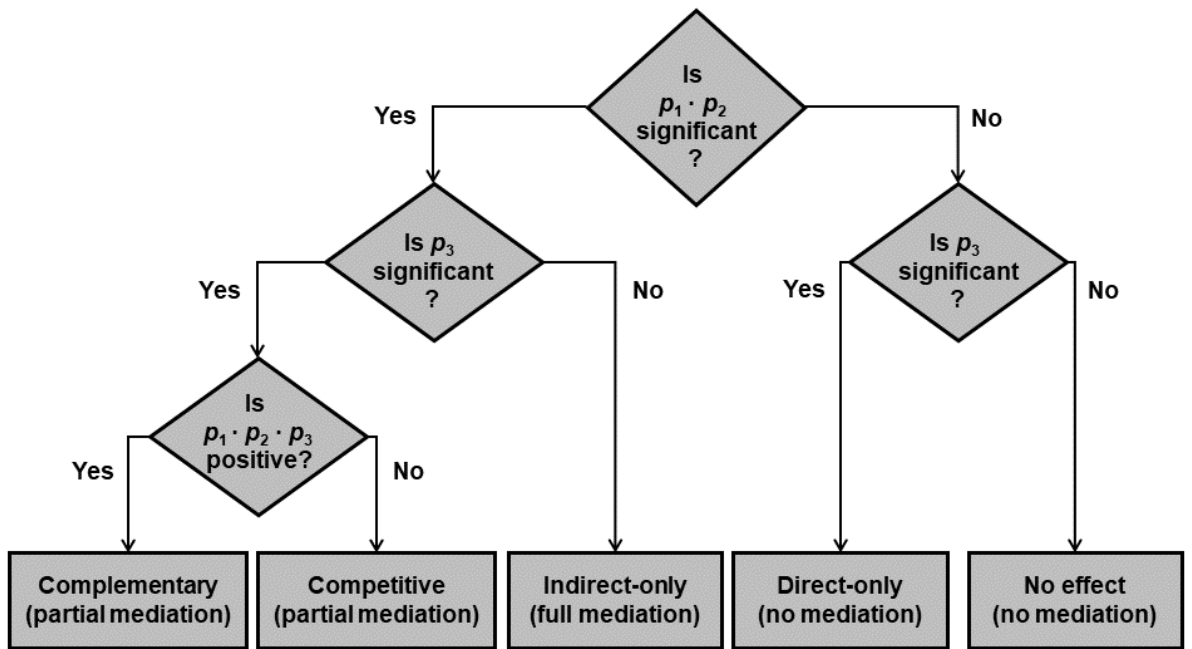 Is
p₁ · p₂
significant
?
Yes
No
Is p₃
significant
?
Is p₃
significant
?
Yes
No
Yes
No
Is
p₁ · p₂ · p₃
positive?
Yes
No
Complementary
(partial mediation)
Competitive
(partial mediation)
Indirect-only
(full mediation)
Direct-only
(no mediation)
No effect
(no mediation)